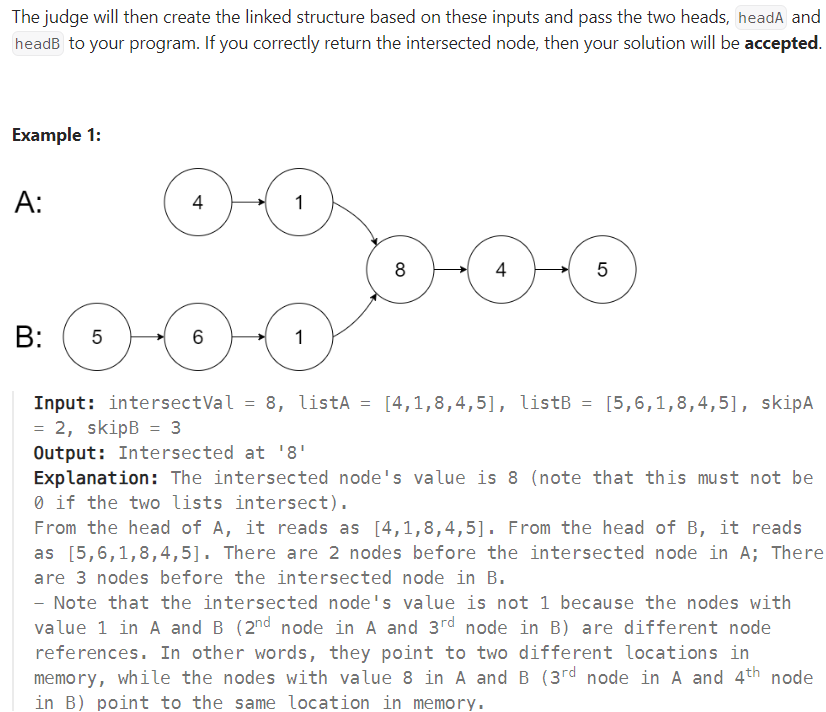 The judge will then create the linked structure based on these inputs and pass the two heads, headA and
headB to your program. If you correctly return the intersected node, then your solution will be accepted.
Example 1:
A:
4
1
8
4
5
B:
5
6
1
Input: intersectVal = 8, listA = [4,1,8,4,5], listB = [5,6,1,8,4,5], skipA
= 2, skipB = 3
Output: Intersected at '8'
Explanation: The intersected node's value is 8 (note that this must not be
0 if the two lists intersect).
From the head of A, it reads as [4,1,8,4,5]. From the head of B, it reads
as [5,6,1,8,4,5]. There are 2 nodes before the intersected node in A; There
are 3 nodes before the intersected node in B.
- Note that the intersected node's value is not 1 because the nodes with
value 1 in A and B (2nd node in A and 3rd node in B) are different node
references. In other words, they point to two different locations in
memory, while the nodes with value 8 in A and B (3rd node in A and 4th node
in B) point to the same location in memory.